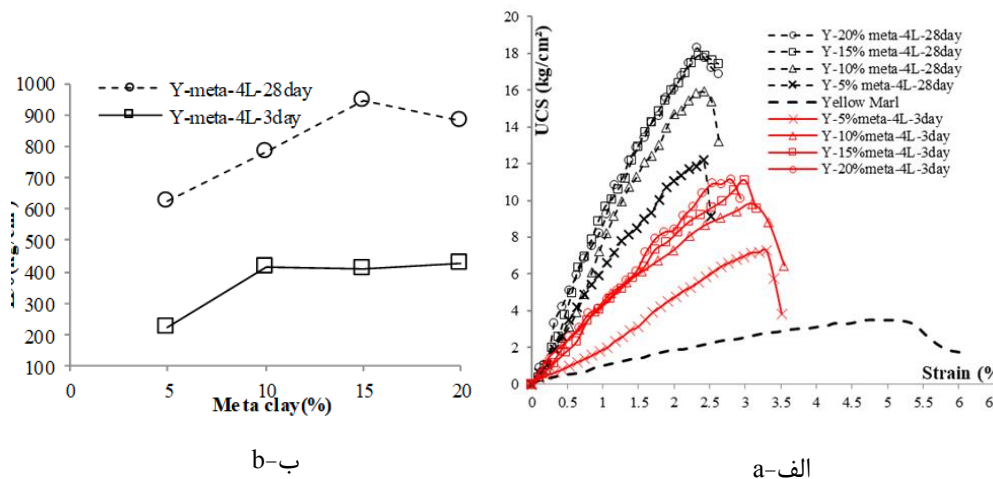 1000
900
800
700
600
500
400
300
200
100
0
5
10
15
20
Meta clay(%)
Y-meta-4L-28day
Y-meta-4L-3day
ب-b
UCS (kg/cm²)
20
18
16
14
12
10
8
6
4
2
0
0
0.5
1
1.5
2
2.5
3
3.5
4
4.5
5
5.5
6
Strain (%
Y-20% meta-4L-28day
Y-15% meta-4L-28day
Y-10% meta-4L-28day
Y-5% meta-4L-28day
Yellow Marl
Y-5%meta-4L-3day
Y-10%meta-4L-3day
Y-15%meta-4L-3day
Y-20%meta-4L-3day
الف-a